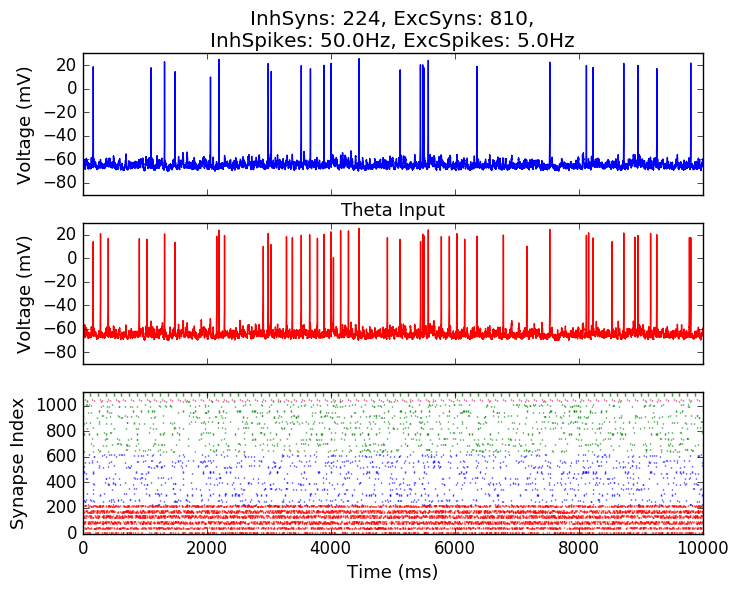 InhSyns: 224, ExcSyns: 810,
InhSpikes: 50.0Hz, ExcSpikes: 5.0Hz
Voltage (mV)
20
0
−20
−40
−60
−80
Theta Input
Voltage (mV)
20
0
−20
−40
−60
−80
Synapse Index
1000
800
600
400
200
0
0 2000 4000 6000 8000 10000
Time (ms)